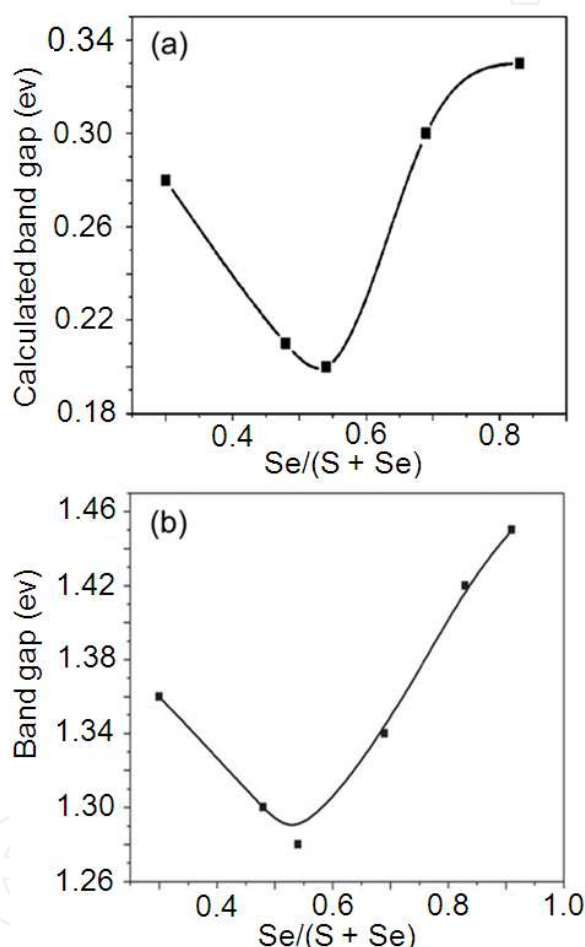 (a)
Calculated band gap (ev)
0.34
0.30
0.26
0.22
0.18
0.4 0.6 0.8
Se/(S + Se)
(b)
Band gap (ev)
1.46
1.42
1.38
1.34
1.30
1.26
0.4 0.6 0.8 1.0
Se/(S + Se)